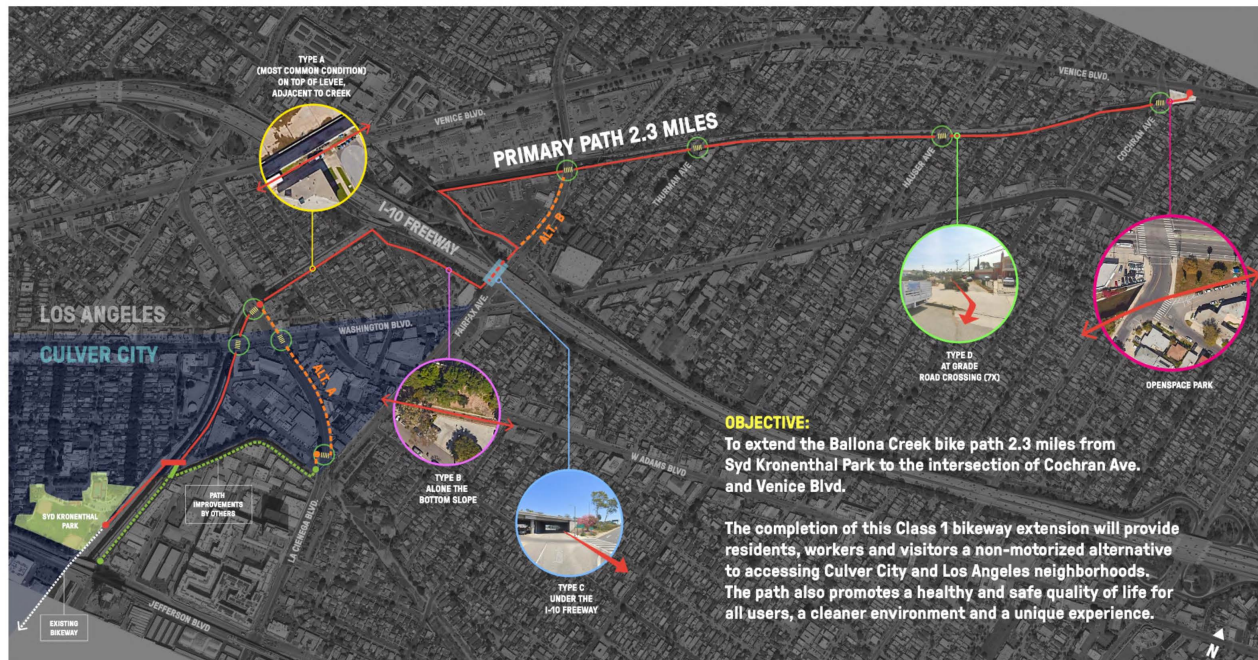 TYPE A
(MOST COMMON CONDITION)
ON TOP OF LEVEE,
ADJACENT TO CREEK
VENICE BLVD.
VENICE BLVD.
PRIMARY PATH 2.3 MILES
COCHRAN AVE.
HAUSER AVE.
THURMAN AVE.
I-10 FREEWAY
ALT. B
LOS ANGELES
CULVER CITY
WASHINGTON BLVD.
FAIRFAX AVE.
ALT. A
TYPE D
AT GRADE
ROAD CROSSING (7X)
OPENSPACE PARK
TYPE B
ALONE THE
BOTTOM SLOPE
W ADAMS BLVD
SYD KRONENTHAL
PARK
PATH
IMPROVEMENTS
BY OTHERS
LA CIENEGA BLVD.
TYPE C
UNDER THE
I-10 FREEWAY
JEFFERSON BLVD
EXISTING
BIKEWAY
OBJECTIVE:
To extend the Ballona Creek bike path 2.3 miles from
Syd Kronenthal Park to the intersection of Cochran Ave.
and Venice Blvd.
The completion of this Class 1 bikeway extension will provide
residents, workers and visitors a non-motorized alternative
to accessing Culver City and Los Angeles neighborhoods.
The path also promotes a healthy and safe quality of life for
all users, a cleaner environment and a unique experience.
N